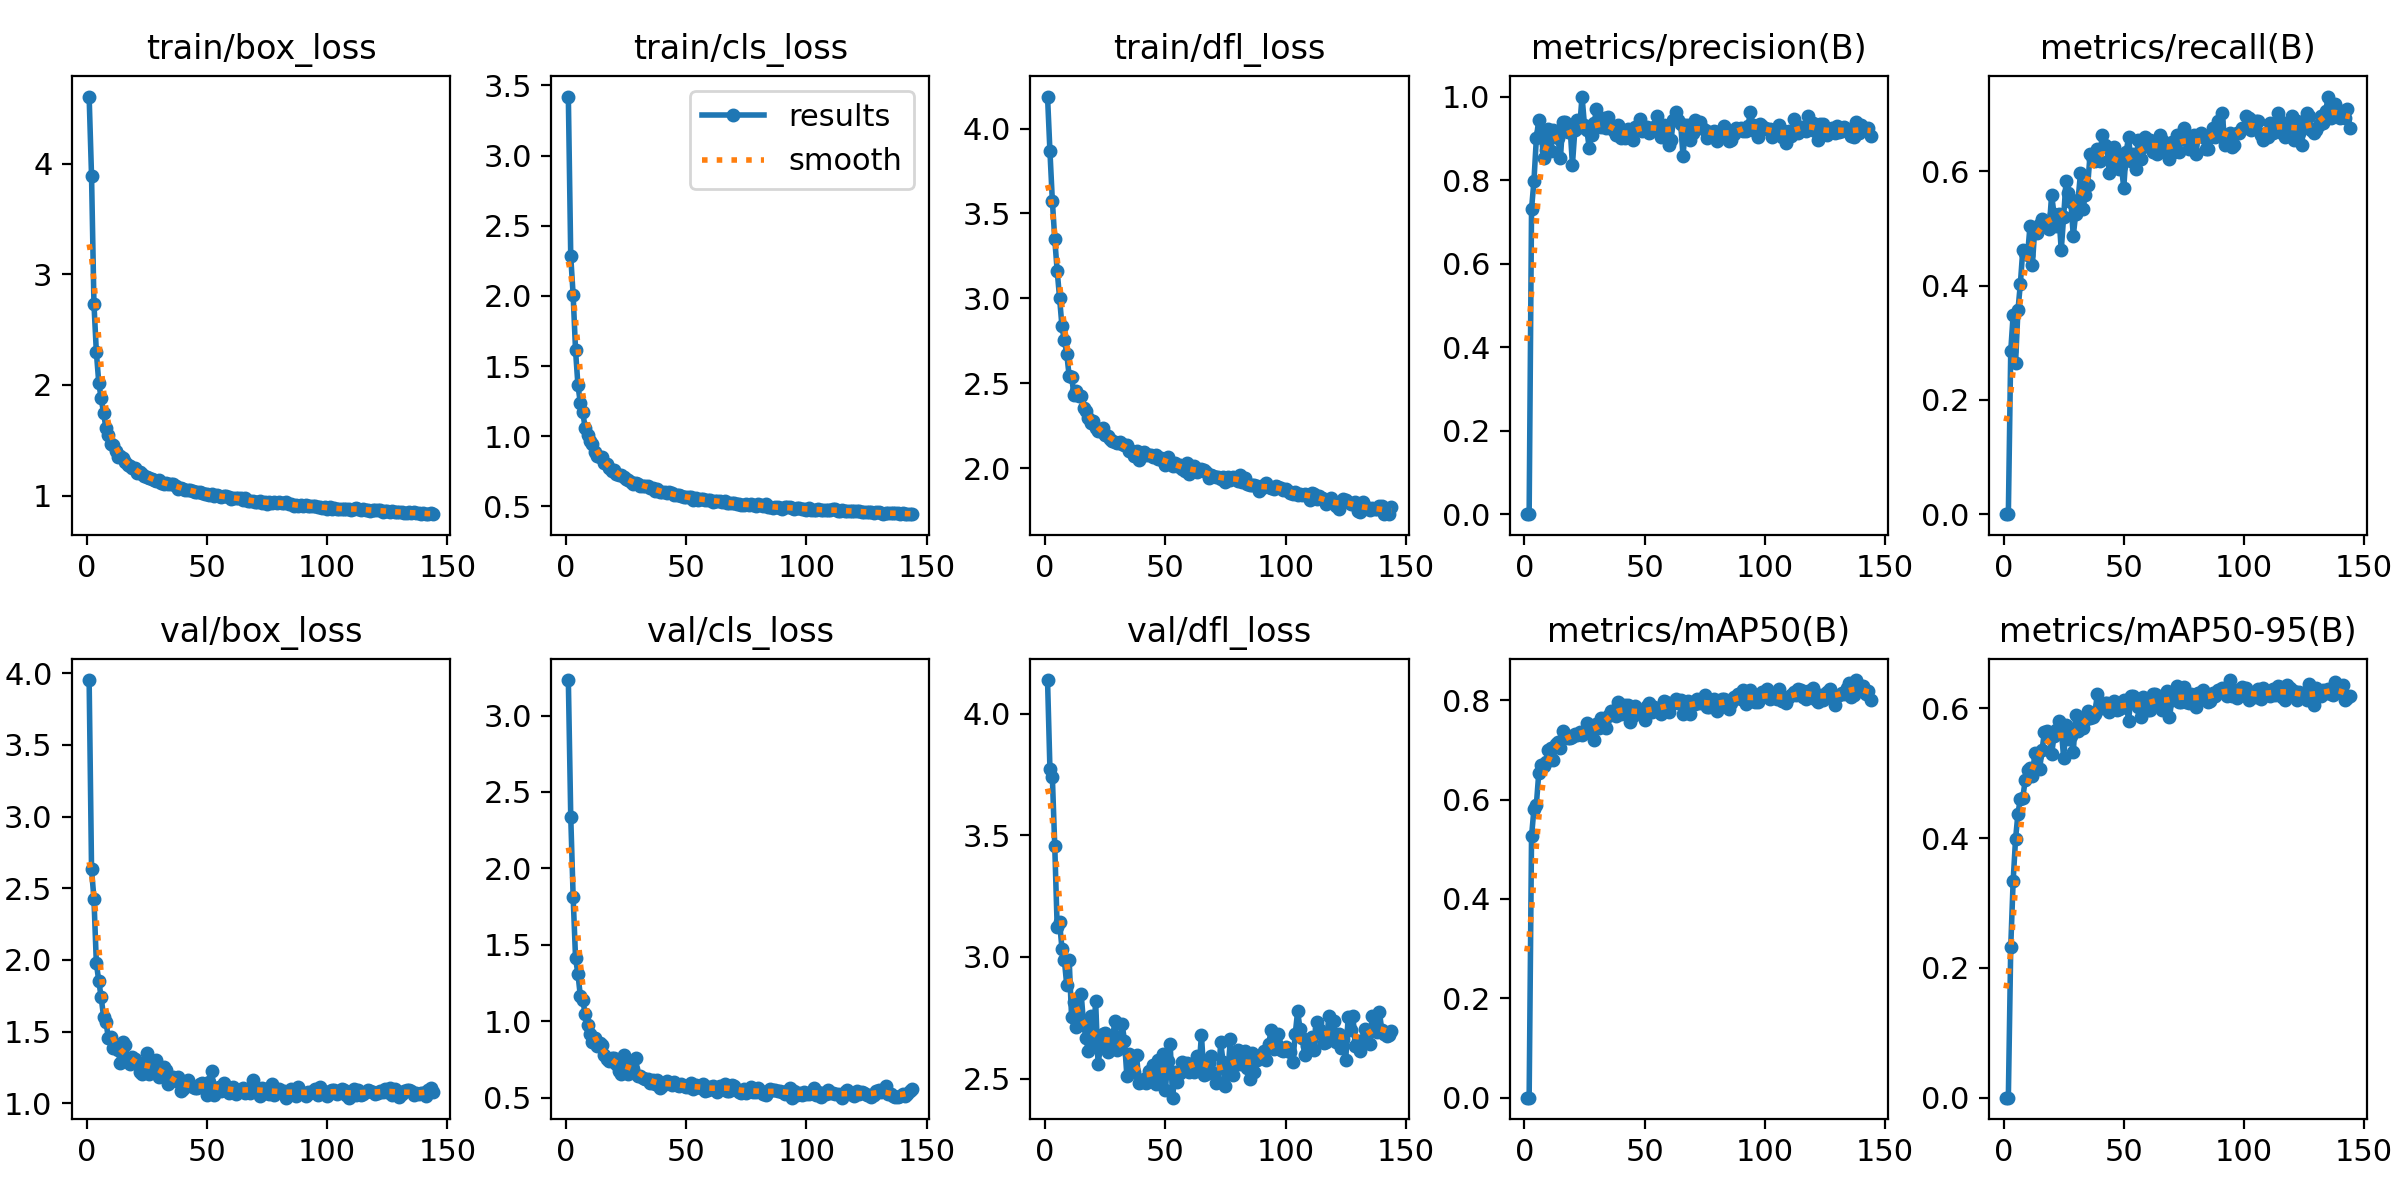 train/box_loss
4
3
2
1
0 50 100 150
train/cls_loss
results
smooth
3.5
3.0
2.5
2.0
1.5
1.0
0.5
0 50 100 150
train/dfl_loss
4.0
3.5
3.0
2.5
2.0
0 50 100 150
metrics/precision(B)
1.0
0.8
0.6
0.4
0.2
0.0
0 50 100 150
metrics/recall(B)
0.6
0.4
0.2
0.0
0 50 100 150
val/box_loss
4.0
3.5
3.0
2.5
2.0
1.5
1.0
0 50 100 150
val/cls_loss
3.0
2.5
2.0
1.5
1.0
0.5
0 50 100 150
val/dfl_loss
4.0
3.5
3.0
2.5
0 50 100 150
metrics/mAP50(B)
0.8
0.6
0.4
0.2
0.0
0 50 100 150
metrics/mAP50-95(B)
0.6
0.4
0.2
0.0
0 50 100 150